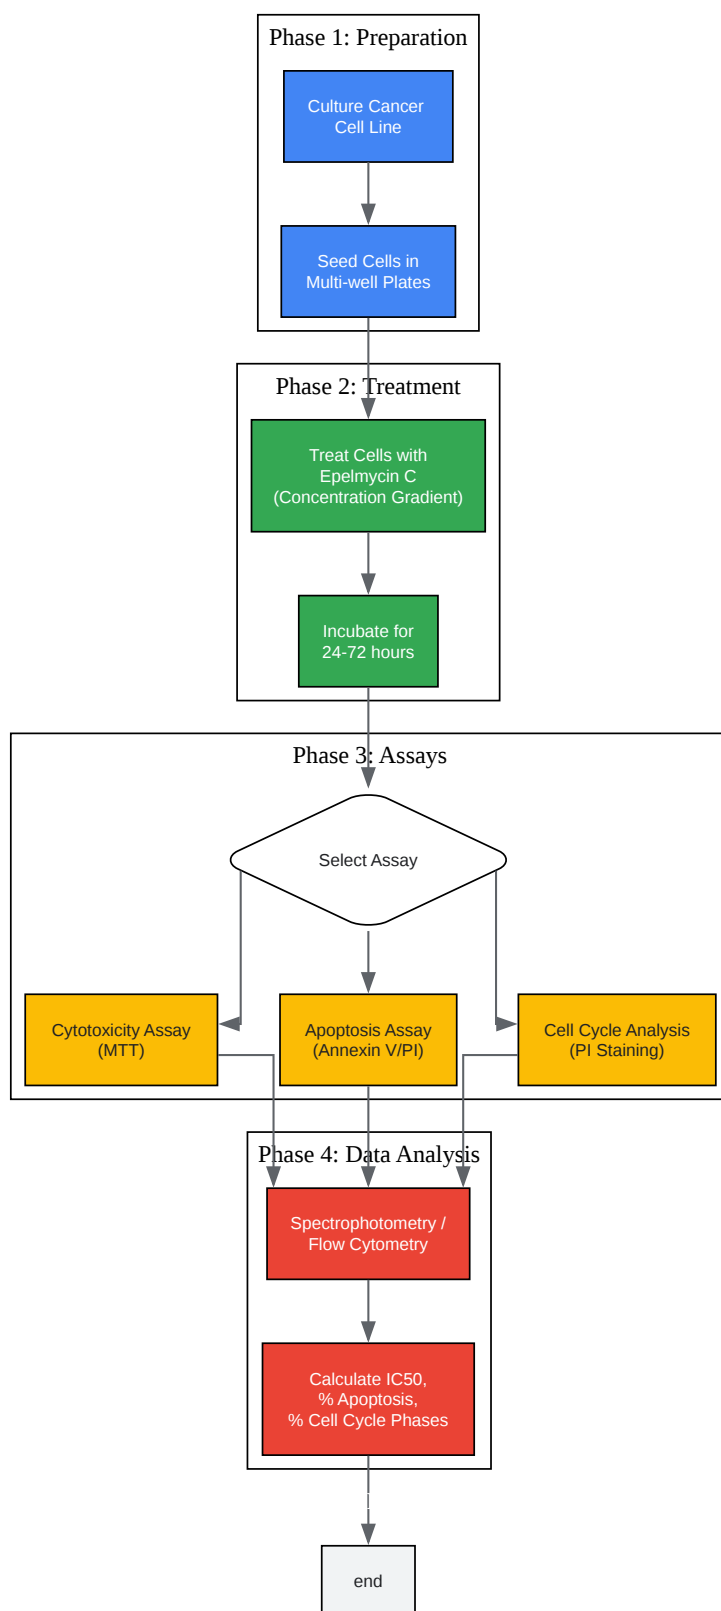 Phase 1: Preparation
Culture Cancer
Cell Line
Seed Cells in
Multi-well Plates
Phase 2: Treatment
Treat Cells with
Epelmycin C
(Concentration Gradient)
Incubate for
24-72 hours
Phase 3: Assays
Select Assay
Cytotoxicity Assay
(MTT)
Apoptosis Assay
(Annexin V/PI)
Cell Cycle Analysis
(PI Staining)
Phase 4: Data Analysis
Spectrophotometry /
Flow Cytometry
Calculate IC50,
% Apoptosis,
% Cell Cycle Phases
end